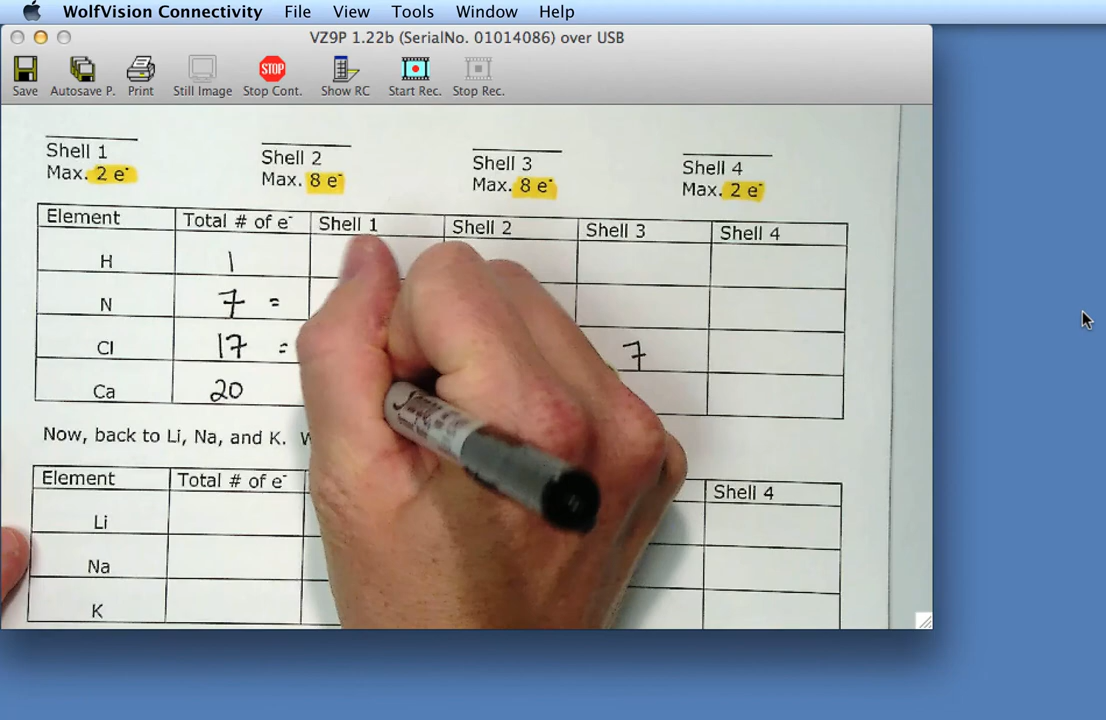 WolfVision Connectivity File View Tools Window Help
VZ9P 1.22b (SerialNo. 01014086) over USB
Save Autosave P. Print Still Image STOP Stop Cont. Show RC Start Rec. Stop Rec.
Shell 1 Shell 2 Shell 3 Shell 4
Max. 2 e⁻ Max. 8 e⁻ Max. 8 e⁻ Max. 2 e⁻
Element Total # of e⁻ Shell 1 Shell 2 Shell 3 Shell 4
H 1
N 7 =
Cl 17 = 7
Ca 20
Now, back to Li, Na, and K.
Element Total # of e⁻ Shell 4
Li
Na
K